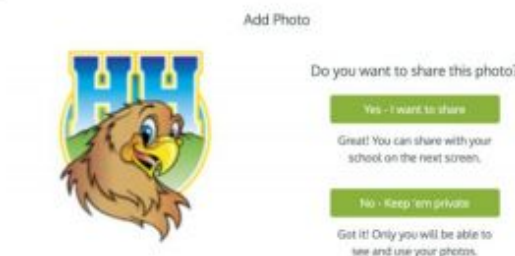 Add Photo
HH
Do you want to share this photo?
Yes - I want to share
Great! You can share with your
school on the next screen.
No - Keep 'em private
Got it! Only you will be able to
see and use your photos.